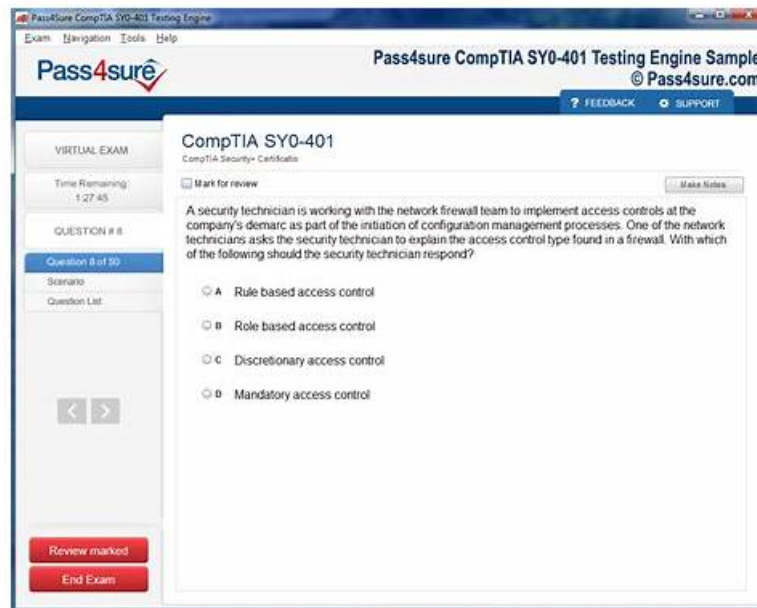 Pass4Sure CompTIA SY0-401 Testing Engine
Exam Navigation Tools Help
Pass4sure
Pass4sure CompTIA SY0-401 Testing Engine Sample
© Pass4sure.com
? FEEDBACK SUPPORT
VIRTUAL EXAM
Time Remaining:
1:27:45
QUESTION # 8
Question 8 of 50
Scenario
Question List
Review marked
End Exam
CompTIA SY0-401
CompTIA Security+ Certificatio
Mark for review
Make Notes
A security technician is working with the network firewall team to implement access controls at the
company's demarc as part of the initiation of configuration management processes. One of the network
technicians asks the security technician to explain the access control type found in a firewall. With which
of the following should the security technician respond?
A Rule based access control
B Role based access control
C Discretionary access control
D Mandatory access control